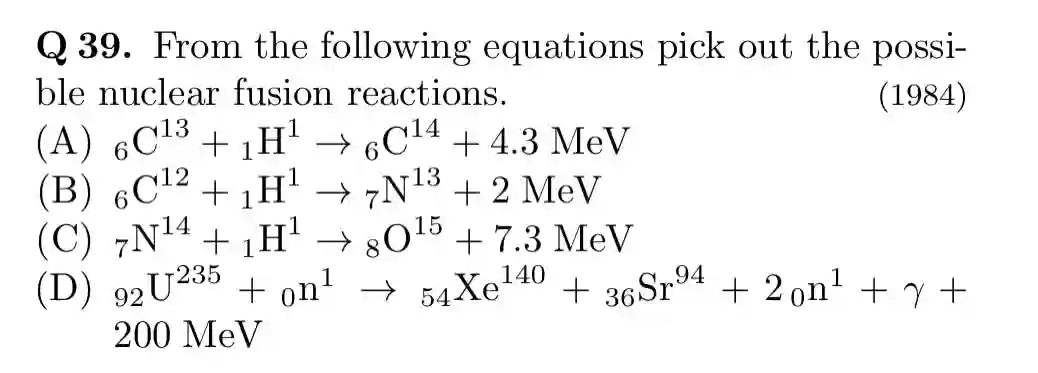 Q 39. From the following equations pick out the possi-
ble nuclear fusion reactions. (1984)
(A) ₆C¹³ + ₁H¹ → ₆C¹⁴ + 4.3 MeV
(B) ₆C¹² + ₁H¹ → ₇N¹³ + 2 MeV
(C) ₇N¹⁴ + ₁H¹ → ₈O¹⁵ + 7.3 MeV
(D) ₉₂U²³⁵ + ₀n¹ → ₅₄Xe¹⁴⁰ + ₃₆Sr⁹⁴ + 2 ₀n¹ + γ +
200 MeV